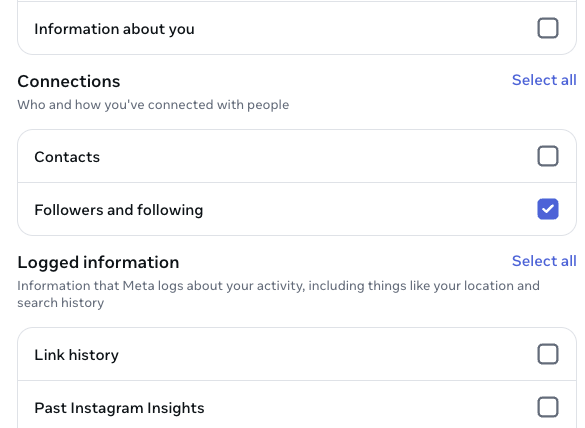 Information about you
Connections
Select all
Who and how you've connected with people
Contacts
Followers and following
Logged information
Select all
Information that Meta logs about your activity, including things like your location and
search history
Link history
Past Instagram Insights